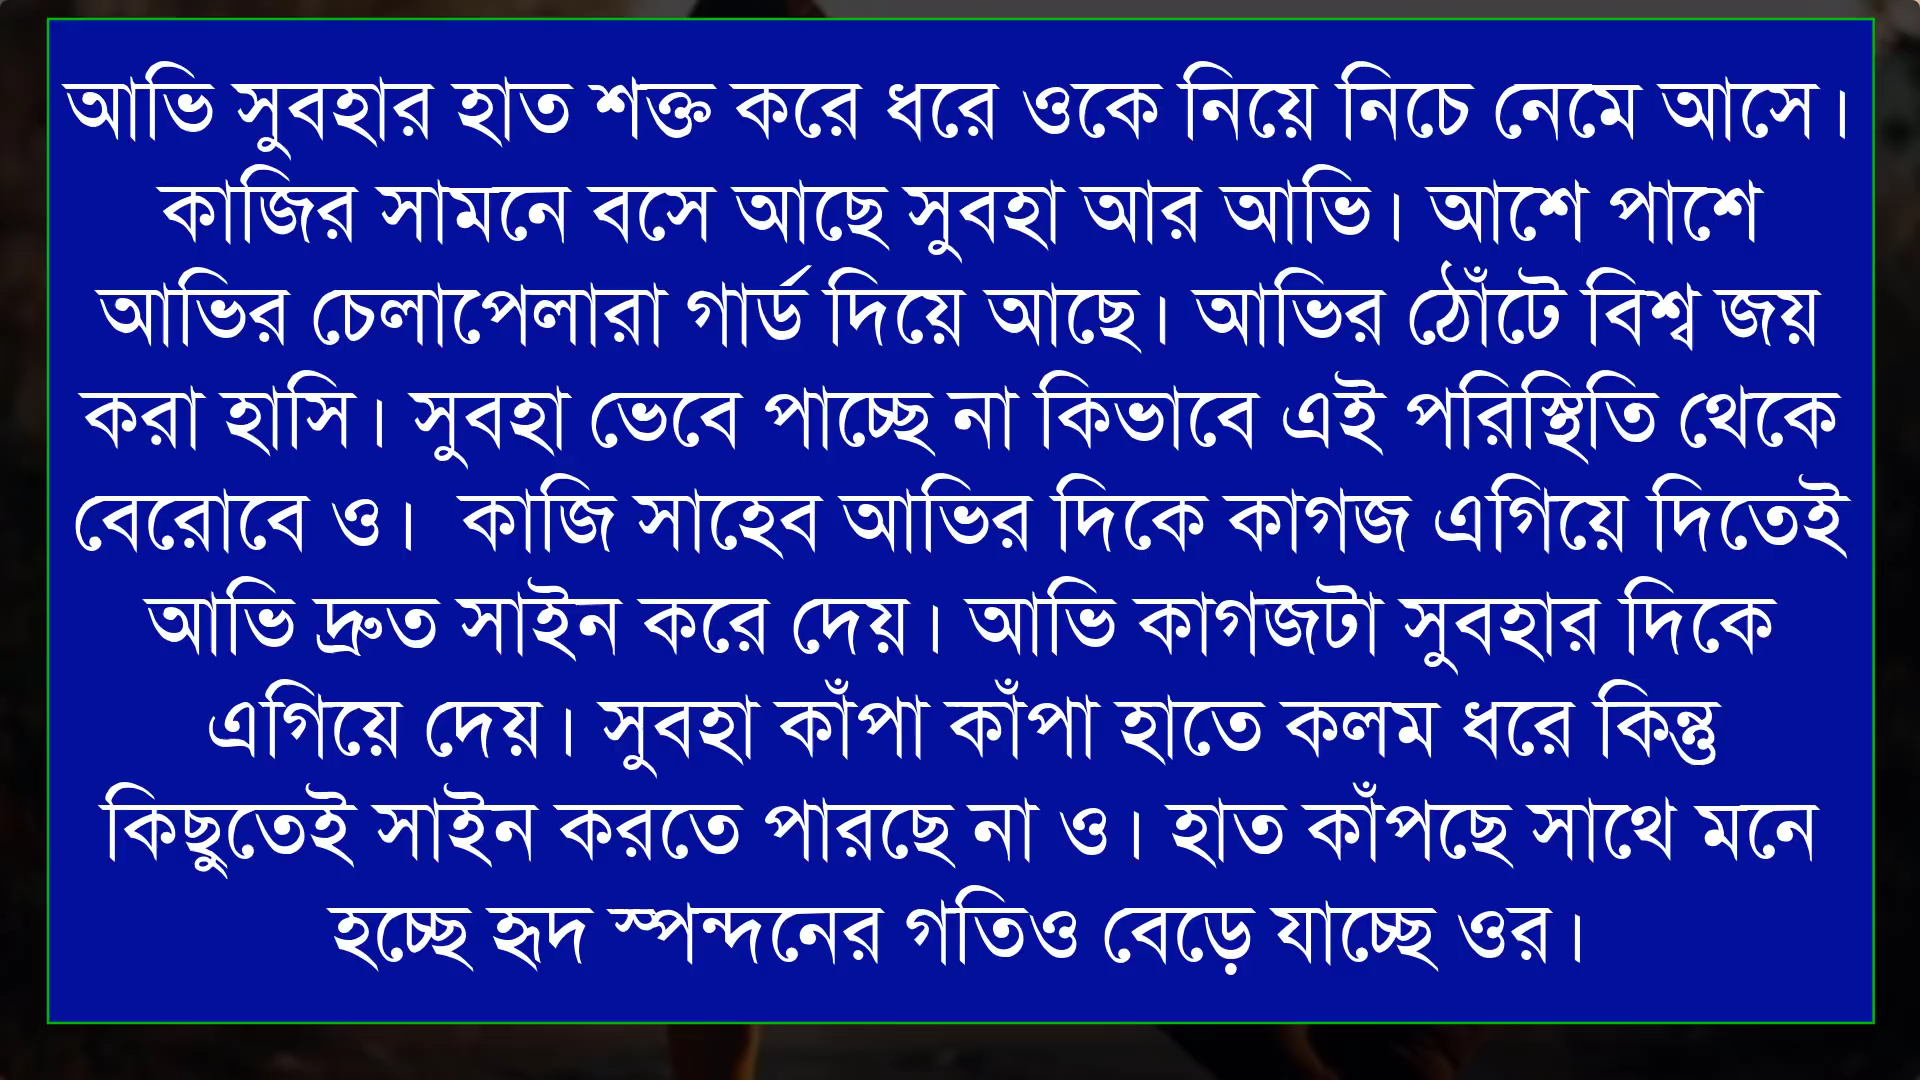 আভি সুবহার হাত শক্ত করে ধরে ওকে নিয়ে নিচে নেমে আসে।
কাজির সামনে বসে আছে সুবহা আর আভি। আশে পাশে
আভির চেলাপেলারা গার্ড দিয়ে আছে। আভির ঠোঁটে বিশ্ব জয়
করা হাসি। সুবহা ভেবে পাচ্ছে না কিভাবে এই পরিস্থিতি থেকে
বেরোবে ও। কাজি সাহেব আভির দিকে কাগজ এগিয়ে দিতেই
আভি দ্রুত সাইন করে দেয়। আভি কাগজটা সুবহার দিকে
এগিয়ে দেয়। সুবহা কাঁপা কাঁপা হাতে কলম ধরে কিন্তু
কিছুতেই সাইন করতে পারছে না ও। হাত কাঁপছে সাথে মনে
হচ্ছে হৃদ স্পন্দনের গতিও বেড়ে যাচ্ছে ওর।